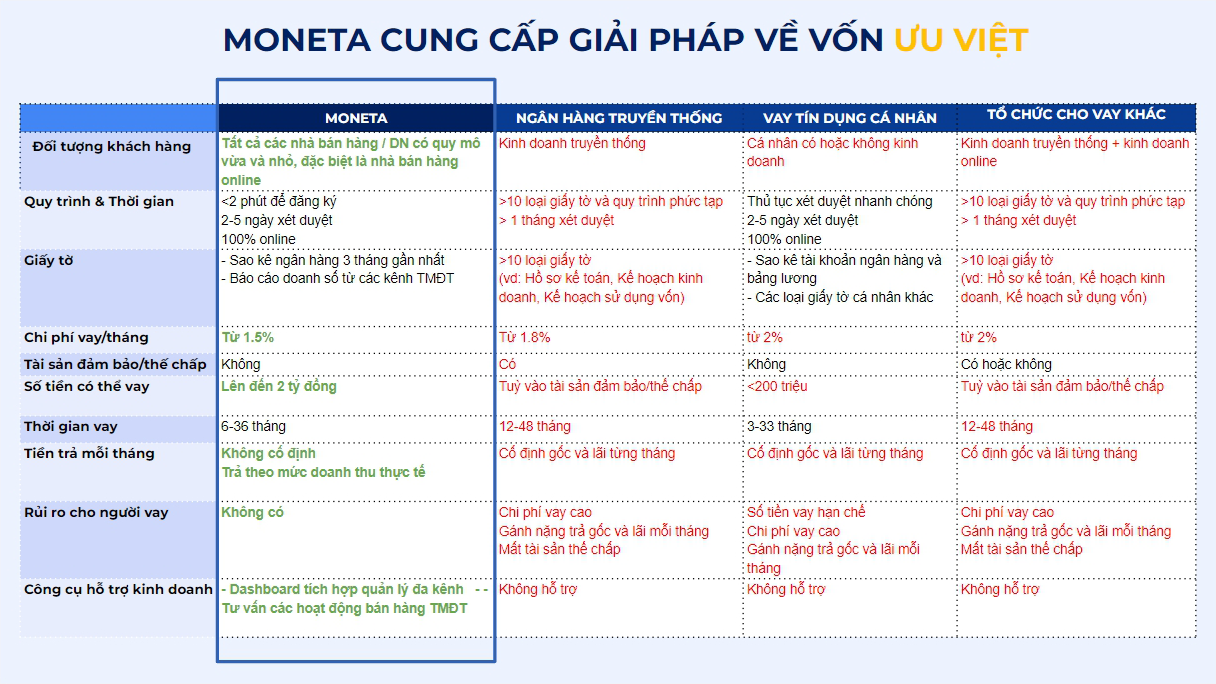 MONETA CUNG CẤP GIẢI PHÁP VỀ VỐN ƯU VIỆT
MONETA
NGÂN HÀNG TRUYỀN THỐNG
VAY TÍN DỤNG CÁ NHÂN
TỔ CHỨC CHO VAY KHÁC
Đối tượng khách hàng
Tất cả các nhà bán hàng / DN có quy mô
vừa và nhỏ, đặc biệt là nhà bán hàng
online
Kinh doanh truyền thống
Cá nhân có hoặc không kinh
doanh
Kinh doanh truyền thống + kinh doanh
online
Quy trình & Thời gian
<2 phút để đăng ký
2-5 ngày xét duyệt
100% online
>10 loại giấy tờ và quy trình phức tạp
> 1 tháng xét duyệt
Thủ tục xét duyệt nhanh chóng
2-5 ngày xét duyệt
100% online
>10 loại giấy tờ và quy trình phức tạp
> 1 tháng xét duyệt
Giấy tờ
- Sao kê ngân hàng 3 tháng gần nhất
- Báo cáo doanh số từ các kênh TMĐT
>10 loại giấy tờ
(vd: Hồ sơ kế toán, Kế hoạch kinh
doanh, Kế hoạch sử dụng vốn)
- Sao kê tài khoản ngân hàng và
bảng lương
- Các loại giấy tờ cá nhân khác
>10 loại giấy tờ
(vd: Hồ sơ kế toán, Kế hoạch kinh
doanh, Kế hoạch sử dụng vốn)
Chi phí vay/tháng
Từ 1.5%
Từ 1.8%
từ 2%
từ 2%
Tài sản đảm bảo/thế chấp
Không
Có
Không
Có hoặc không
Số tiền có thể vay
Lên đến 2 tỷ đồng
Tuỳ vào tài sản đảm bảo/thế chấp
<200 triệu
Tuỳ vào tài sản đảm bảo/thế chấp
Thời gian vay
6-36 tháng
12-48 tháng
3-33 tháng
12-48 tháng
Tiền trả mỗi tháng
Không cố định
Trả theo mức doanh thu thực tế
Cố định gốc và lãi từng tháng
Cố định gốc và lãi từng tháng
Cố định gốc và lãi từng tháng
Rủi ro cho người vay
Không có
Chi phí vay cao
Gánh nặng trả gốc và lãi mỗi tháng
Mất tài sản thế chấp
Số tiền vay hạn chế
Chi phí vay cao
Gánh nặng trả gốc và lãi mỗi
tháng
Chi phí vay cao
Gánh nặng trả gốc và lãi mỗi tháng
Mất tài sản thế chấp
Công cụ hỗ trợ kinh doanh
- Dashboard tích hợp quản lý đa kênh - -
Tư vấn các hoạt động bán hàng TMĐT
Không hỗ trợ
Không hỗ trợ
Không hỗ trợ